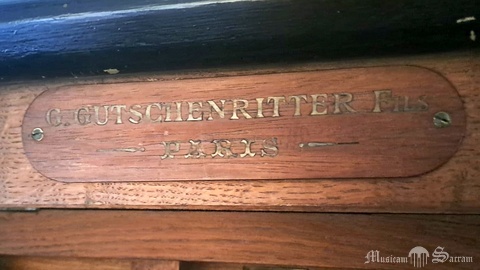 G. GUTSCHENRITTER FILS
PARIS
Musicam Sacram